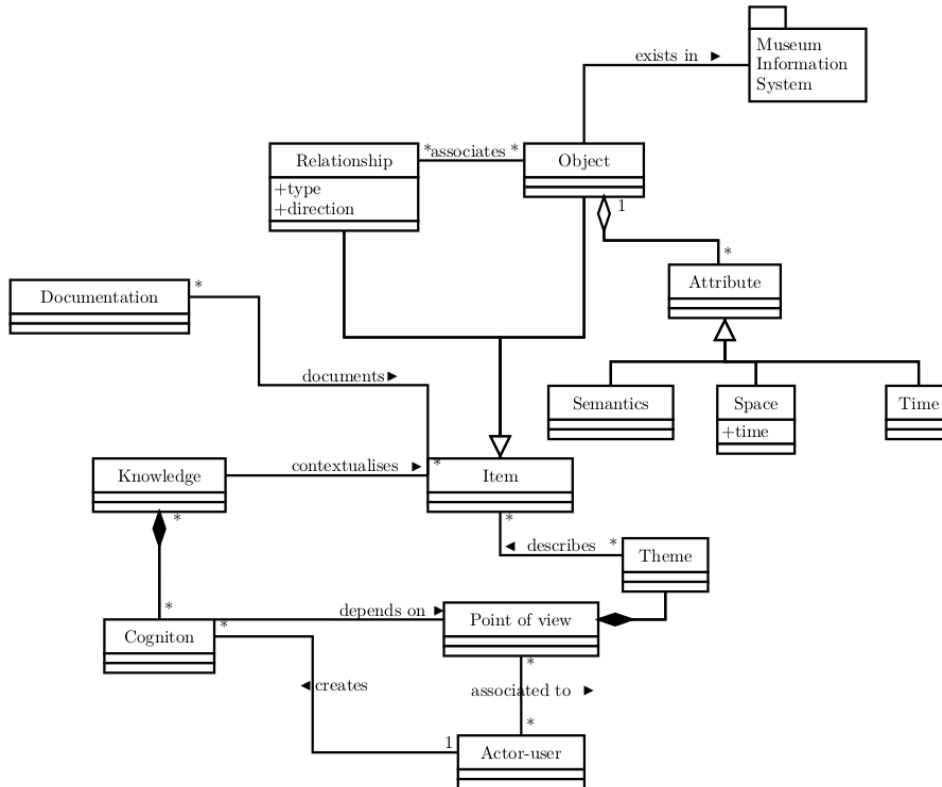 Museum
Information
System
exists in ►
Relationship
+type
+direction
*associates *
Object
1
*
Attribute
Documentation
*
documents►
Semantics
Space
+time
Time
Knowledge
*
contextualises ►
*
Item
*
◄ describes *
Theme
*
Cogniton
*
depends on ►
Point of view
*
◄creates
associated to ►
*
1
Actor-user